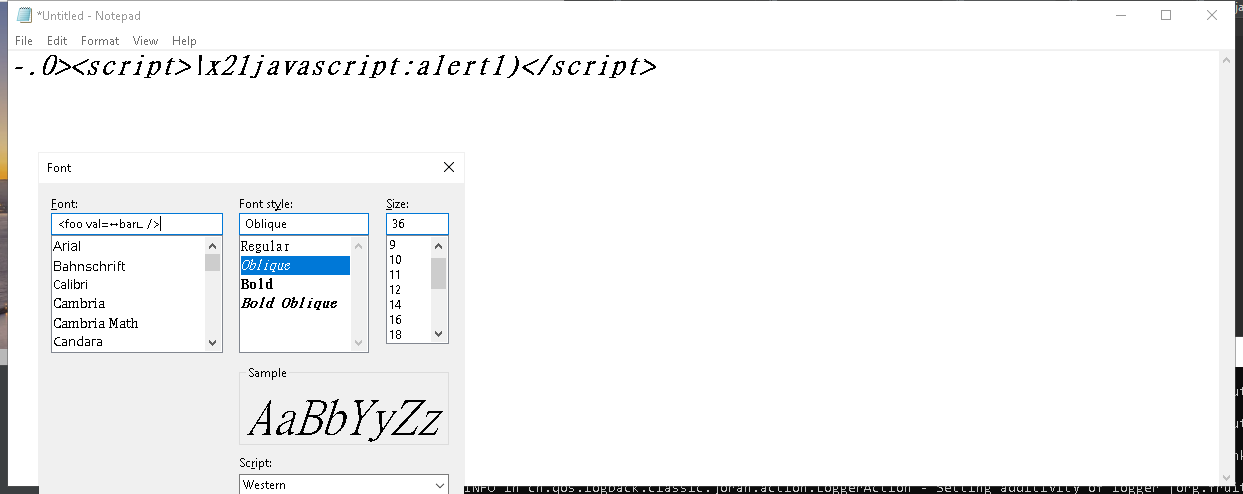 *Untitled - Notepad
File Edit Format View Help
-.0><script>\x21javascript:alert1)</script>
Font
Font: Font style: Size:
<foo val=↔bar∟ /> Oblique 36
Arial Regular 9
Bahnschrift Oblique 10
Calibri Bold 11
Cambria Bold Oblique 12
Cambria Math 14
Candara 16
18
Sample
AaBbYyZz
Script:
Western
INFO in ch.qos.logback.classic.joran.action.LoggerAction - Setting additivity of logger